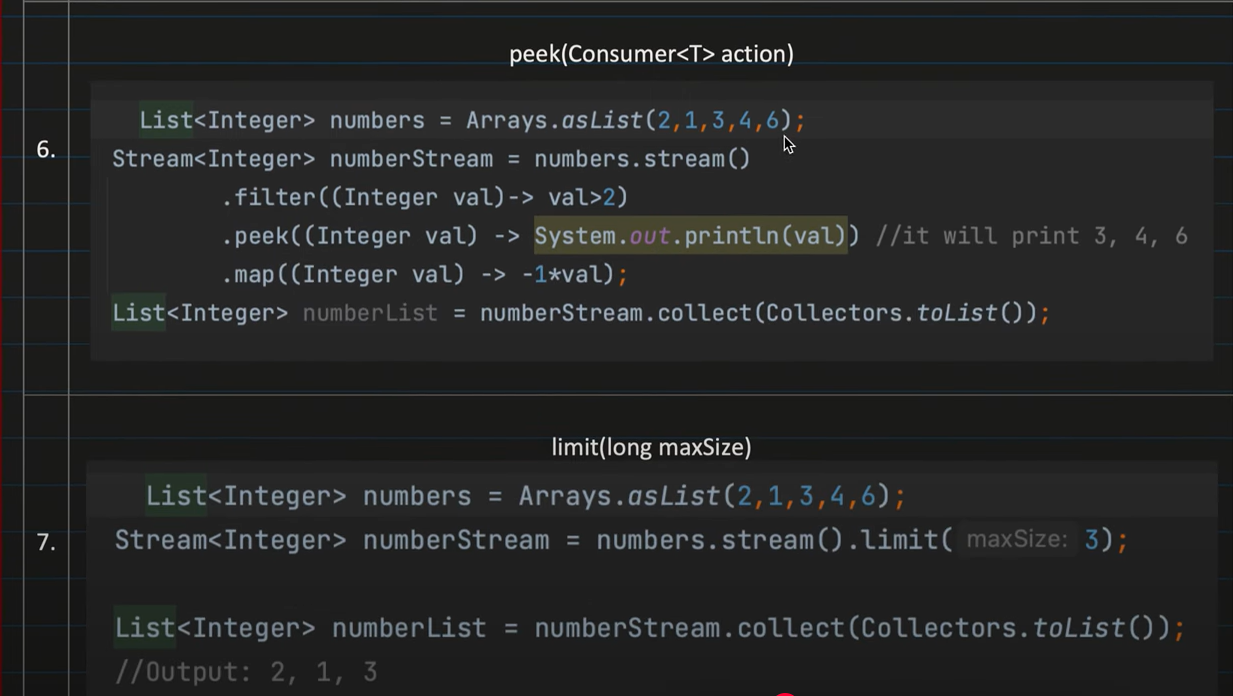 peek(Consumer<T> action)
6.
List<Integer> numbers = Arrays.asList(2,1,3,4,6);
Stream<Integer> numberStream = numbers.stream()
.filter((Integer val)-> val>2)
.peek((Integer val) -> System.out.println(val)) //it will print 3, 4, 6
.map((Integer val) -> -1*val);
List<Integer> numberList = numberStream.collect(Collectors.toList());
limit(long maxSize)
7.
List<Integer> numbers = Arrays.asList(2,1,3,4,6);
Stream<Integer> numberStream = numbers.stream().limit( maxSize: 3);
List<Integer> numberList = numberStream.collect(Collectors.toList());
//Output: 2, 1, 3